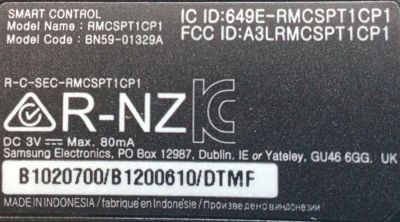 SMART CONTROL
Model Name : RMCSPT1CP1
Model Code : BN59-01329A
IC ID:649E-RMCSPT1CP1
FCC ID:A3LRMCSPT1CP1
R-C-SEC-RMCSPT1CP1
R-NZ
DC 3V⎓ Max. 80mA
Samsung Electronics, PO Box 12987, Dublin. IE or Yateley, GU46 6GG. UK
B1020700/B1200610/DTMF
MADE IN INDONESIA / fabriqué en Indonésie / Произведено в Индонезии